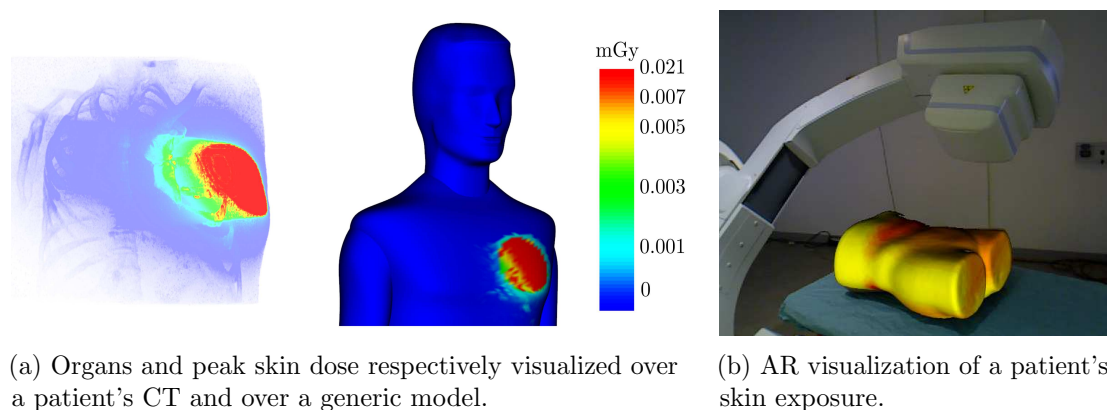 mGy
0.021
0.007
0.005
0.003
0.001
0
(a) Organs and peak skin dose respectively visualized over
a patient's CT and over a generic model.
(b) AR visualization of a patient's
skin exposure.